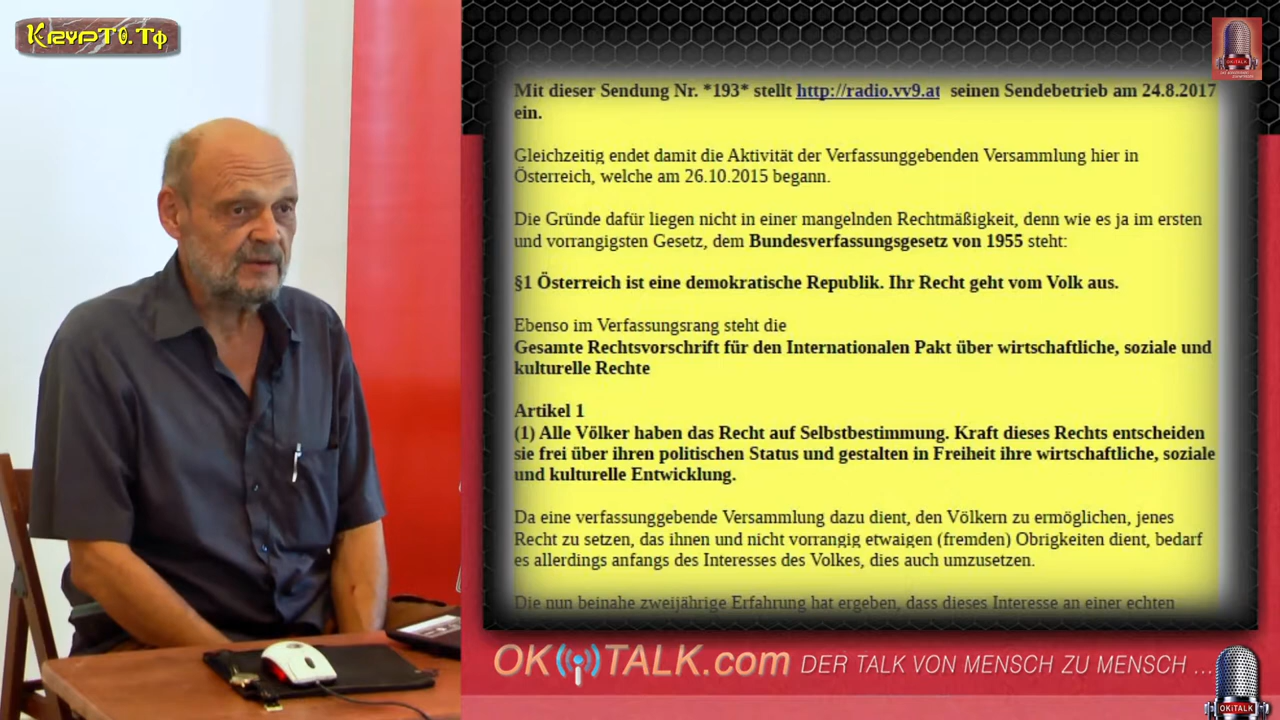 KrypT0.Tφ
OKiTALK
Mit dieser Sendung Nr. *193* stellt http://radio.vv9.at seinen Sendebetrieb am 24.8.2017
ein.
Gleichzeitig endet damit die Aktivität der Verfassunggebenden Versammlung hier in
Österreich, welche am 26.10.2015 begann.
Die Gründe dafür liegen nicht in einer mangelnden Rechtmäßigkeit, denn wie es ja im ersten
und vorrangigsten Gesetz, dem Bundesverfassungsgesetz von 1955 steht:
§1 Österreich ist eine demokratische Republik. Ihr Recht geht vom Volk aus.
Ebenso im Verfassungsrang steht die
Gesamte Rechtsvorschrift für den Internationalen Pakt über wirtschaftliche, soziale und
kulturelle Rechte
Artikel 1
(1) Alle Völker haben das Recht auf Selbstbestimmung. Kraft dieses Rechts entscheiden
sie frei über ihren politischen Status und gestalten in Freiheit ihre wirtschaftliche, soziale
und kulturelle Entwicklung.
Da eine verfassunggebende Versammlung dazu dient, den Völkern zu ermöglichen, jenes
Recht zu setzen, das ihnen und nicht vorrangig etwaigen (fremden) Obrigkeiten dient, bedarf
es allerdings anfangs des Interesses des Volkes, dies auch umzusetzen.
Die nun beinahe zweijährige Erfahrung hat ergeben, dass dieses Interesse an einer echten
OKiTALK.com DER TALK VON MENSCH ZU MENSCH ...
OKiTALK